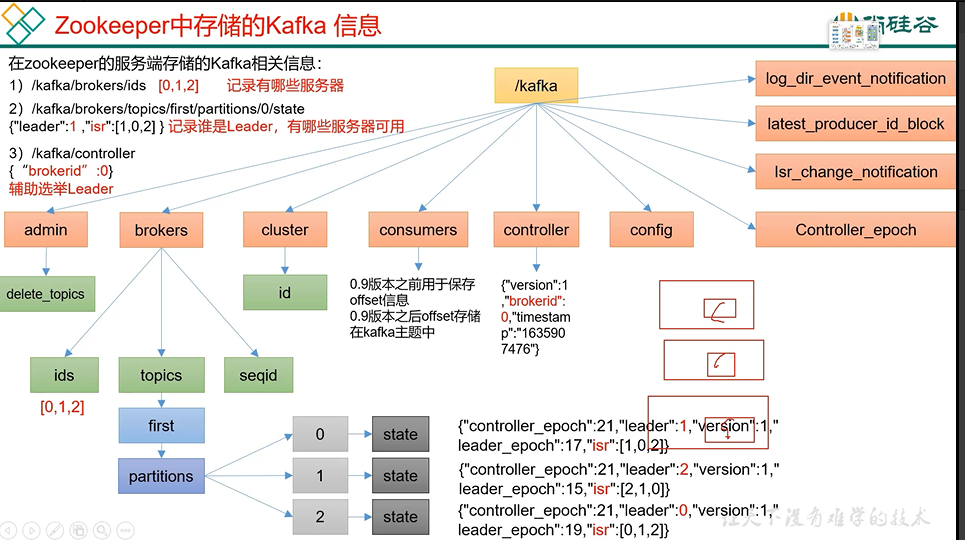 Zookeeper中存储的Kafka 信息
硅谷
在zookeeper的服务端存储的Kafka相关信息：
1）/kafka/brokers/ids [0,1,2] 记录有哪些服务器
2）/kafka/brokers/topics/first/partitions/0/state
{"leader":1 ,"isr":[1,0,2] } 记录谁是Leader，有哪些服务器可用
3）/kafka/controller
{“brokerid”:0}
辅助选举Leader
/kafka
log_dir_event_notification
latest_producer_id_block
Isr_change_notification
Controller_epoch
admin
brokers
cluster
consumers
controller
config
delete_topics
id
0.9版本之前用于保存
offset信息
0.9版本之后offset存储
在kafka主题中
{"version":1
,"brokerid":
0,"timestam
p":"163590
7476"}
ids
topics
seqid
[0,1,2]
first
partitions
0
state
{"controller_epoch":21,"leader":1,"version":1,"
leader_epoch":17,"isr":[1,0,2]}
1
state
{"controller_epoch":21,"leader":2,"version":1,"
leader_epoch":15,"isr":[2,1,0]}
2
state
{"controller_epoch":21,"leader":0,"version":1,"
leader_epoch":19,"isr":[0,1,2]}
让天下没有难学的技术